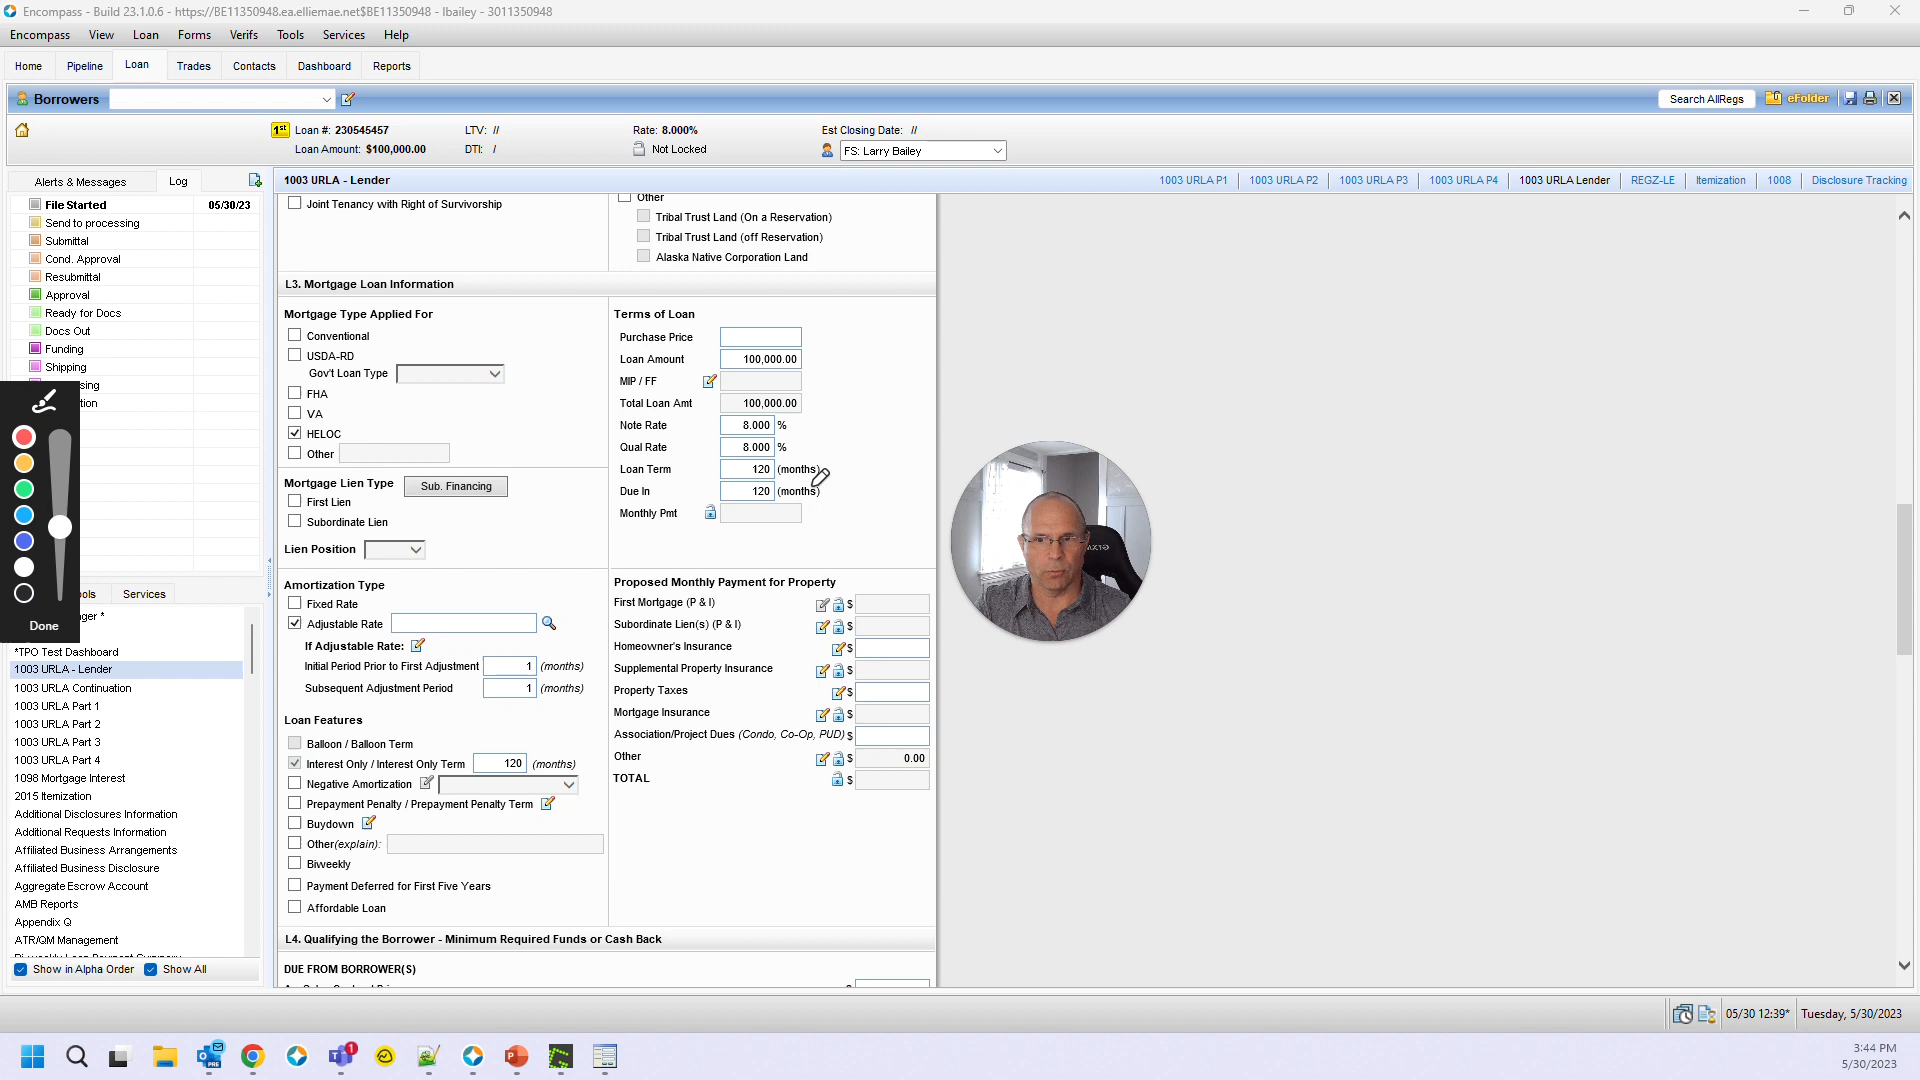 Encompass - Build 23.1.0.6 - https://BE11350948.ea.elliemae.net$BE11350948 - lbailey - 3011350948
Encompass View Loan Forms Verifs Tools Services Help
Home Pipeline Loan Trades Contacts Dashboard Reports
Borrowers
Search AllRegs eFolder
1st Loan #: 230545457 LTV: // Rate: 8.000% Est Closing Date: //
Loan Amount: $100,000.00 DTI: / Not Locked FS: Larry Bailey
Alerts & Messages Log
File Started 05/30/23
Send to processing
Submittal
Cond. Approval
Resubmittal
Approval
Ready for Docs
Docs Out
Funding
Shipping
sing
tion
Done
ools Services
ager *
*TPO Test Dashboard
1003 URLA - Lender
1003 URLA Continuation
1003 URLA Part 1
1003 URLA Part 2
1003 URLA Part 3
1003 URLA Part 4
1098 Mortgage Interest
2015 Itemization
Additional Disclosures Information
Additional Requests Information
Affiliated Business Arrangements
Affiliated Business Disclosure
Aggregate Escrow Account
AMB Reports
Appendix Q
ATR/QM Management
Show in Alpha Order Show All
1003 URLA - Lender
1003 URLA P1 1003 URLA P2 1003 URLA P3 1003 URLA P4 1003 URLA Lender REGZ-LE Itemization 1008 Disclosure Tracking
Joint Tenancy with Right of Survivorship
Other
Tribal Trust Land (On a Reservation)
Tribal Trust Land (off Reservation)
Alaska Native Corporation Land
L3. Mortgage Loan Information
Mortgage Type Applied For
Conventional
USDA-RD
Gov't Loan Type
FHA
VA
HELOC
Other
Mortgage Lien Type Sub. Financing
First Lien
Subordinate Lien
Lien Position
Terms of Loan
Purchase Price
Loan Amount 100,000.00
MIP / FF
Total Loan Amt 100,000.00
Note Rate 8.000 %
Qual Rate 8.000 %
Loan Term 120 (months)
Due In 120 (months)
Monthly Pmt
Amortization Type
Fixed Rate
Adjustable Rate
If Adjustable Rate:
Initial Period Prior to First Adjustment 1 (months)
Subsequent Adjustment Period 1 (months)
Loan Features
Balloon / Balloon Term
Interest Only / Interest Only Term 120 (months)
Negative Amortization
Prepayment Penalty / Prepayment Penalty Term
Buydown
Other(explain):
Biweekly
Payment Deferred for First Five Years
Affordable Loan
Proposed Monthly Payment for Property
First Mortgage (P & I) $
Subordinate Lien(s) (P & I) $
Homeowner's Insurance $
Supplemental Property Insurance $
Property Taxes $
Mortgage Insurance $
Association/Project Dues (Condo, Co-Op, PUD) $
Other $ 0.00
TOTAL $
L4. Qualifying the Borrower - Minimum Required Funds or Cash Back
DUE FROM BORROWER(S)
05/30 12:39* Tuesday, 5/30/2023
PRE
1
3:44 PM
5/30/2023